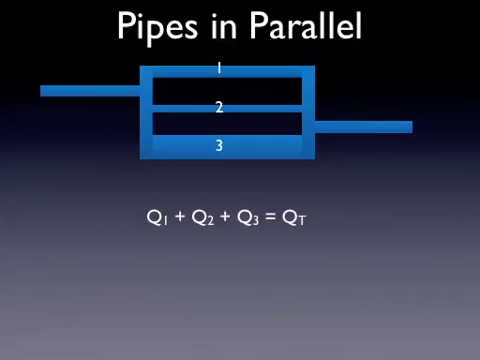 Pipes in Parallel
1
2
3
Q₁ + Q₂ + Q₃ = Q_T